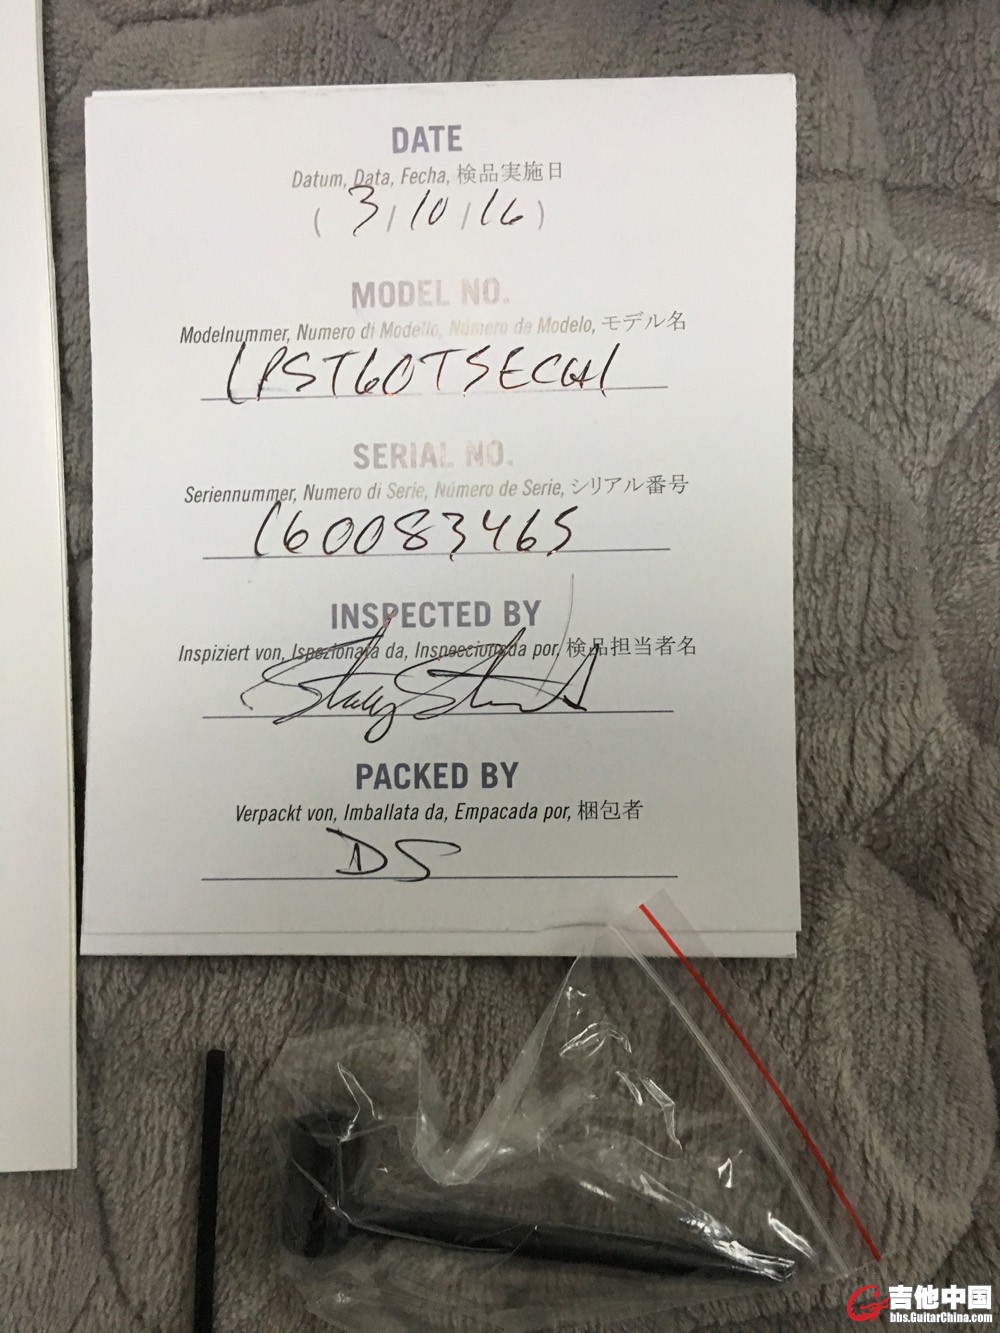 DATE
Datum, Data, Fecha, 検品実施日
( 3 / 10 / 16 )
MODEL NO.
Modelnummer, Numero di Modello, Número de Modelo, モデル名
LPST60TSECH1
SERIAL NO.
Seriennummer, Numero di Serie, Número de Serie, シリアル番号
160083465
INSPECTED BY
Inspiziert von, Ispezionata da, Inspeccionada por, 検品担当者名
PACKED BY
Verpackt von, Imballata da, Empacada por, 梱包者
DS
吉他中国
bbs.GuitarChina.com